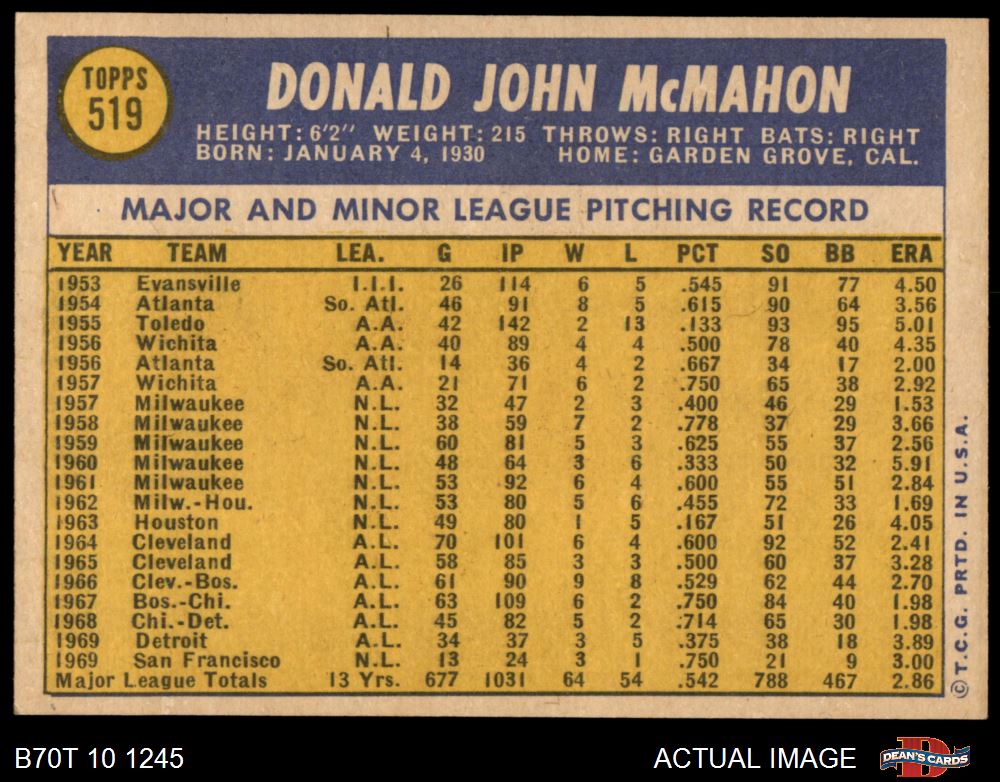 TOPPS
519
DONALD JOHN McMAHON
HEIGHT: 6'2" WEIGHT: 215 THROWS: RIGHT BATS: RIGHT
BORN: JANUARY 4, 1930 HOME: GARDEN GROVE, CAL.
MAJOR AND MINOR LEAGUE PITCHING RECORD
YEAR TEAM LEA. G IP W L PCT SO BB ERA
1953 Evansville I.I.I. 26 114 6 5 .545 91 77 4.50
1954 Atlanta So. Atl. 46 91 8 5 .615 90 64 3.56
1955 Toledo A.A. 42 142 2 13 .133 93 95 5.01
1956 Wichita A.A. 40 89 4 4 .500 78 40 4.35
1956 Atlanta So. Atl. 14 36 4 2 .667 34 17 2.00
1957 Wichita A.A. 21 71 6 2 .750 65 38 2.92
1957 Milwaukee N.L. 32 47 2 3 .400 46 29 1.53
1958 Milwaukee N.L. 38 59 7 2 .778 37 29 3.66
1959 Milwaukee N.L. 60 81 5 3 .625 55 37 2.56
1960 Milwaukee N.L. 48 64 3 6 .333 50 32 5.91
1961 Milwaukee N.L. 53 92 6 4 .600 55 51 2.84
1962 Milw.-Hou. N.L. 53 80 5 6 .455 72 33 1.69
1963 Houston N.L. 49 80 1 5 .167 51 26 4.05
1964 Cleveland A.L. 70 101 6 4 .600 92 52 2.41
1965 Cleveland A.L. 58 85 3 3 .500 60 37 3.28
1966 Clev.-Bos. A.L. 61 90 9 8 .529 62 44 2.70
1967 Bos.-Chi. A.L. 63 109 6 2 .750 84 40 1.98
1968 Chi.-Det. A.L. 45 82 5 2 .714 65 30 1.98
1969 Detroit A.L. 34 37 3 5 .375 38 18 3.89
1969 San Francisco N.L. 13 24 3 1 .750 21 9 3.00
Major League Totals 13 Yrs. 677 1031 64 54 .542 788 467 2.86
© T.C.G. PRTD. IN U.S.A.
B70T 10 1245
ACTUAL IMAGE
DEAN'S CARDS